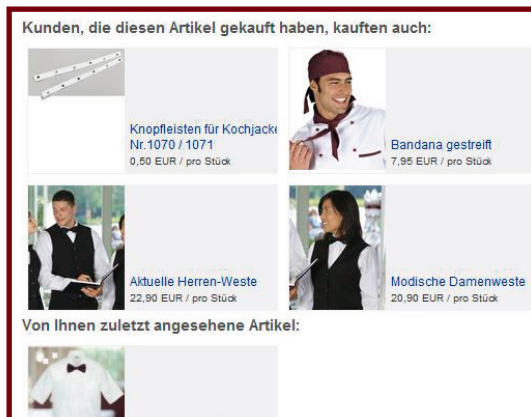 Kunden, die diesen Artikel gekauft haben, kauften auch:
Knopfleisten für Kochjacke
Nr.1070 / 1071
0,50 EUR / pro Stück
Bandana gestreift
7,95 EUR / pro Stück
Aktuelle Herren-Weste
22,90 EUR / pro Stück
Modische Damenweste
20,90 EUR / pro Stück
Von Ihnen zuletzt angesehene Artikel: